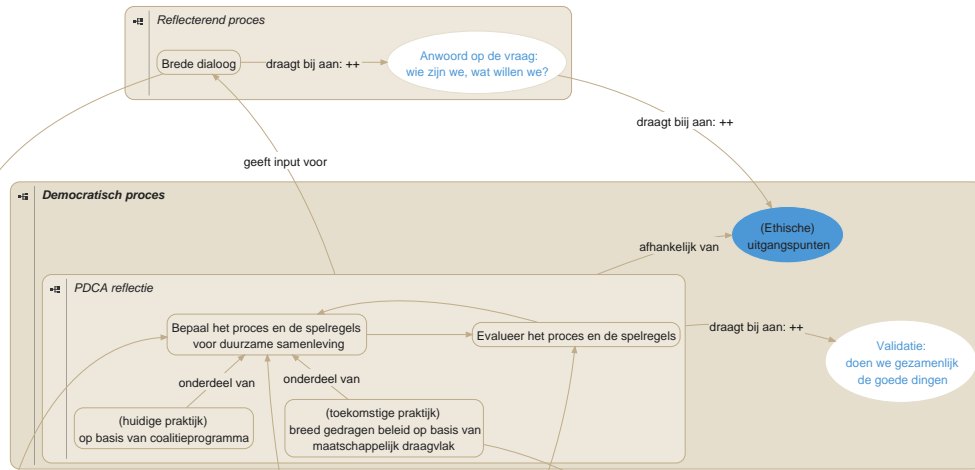 Reflecterend proces
Brede dialoog
draagt bij aan: ++
Anwoord op de vraag:
wie zijn we, wat willen we?
draagt biij aan: ++
geeft input voor
Democratisch proces
(Ethische)
uitgangspunten
afhankelijk van
PDCA reflectie
Bepaal het proces en de spelregels
voor duurzame samenleving
Evalueer het proces en de spelregels
draagt bij aan: ++
Validatie:
doen we gezamenlijk
de goede dingen
onderdeel van
onderdeel van
(huidige praktijk)
op basis van coalitieprogramma
(toekomstige praktijk)
breed gedragen beleid op basis van
maatschappelijk draagvlak